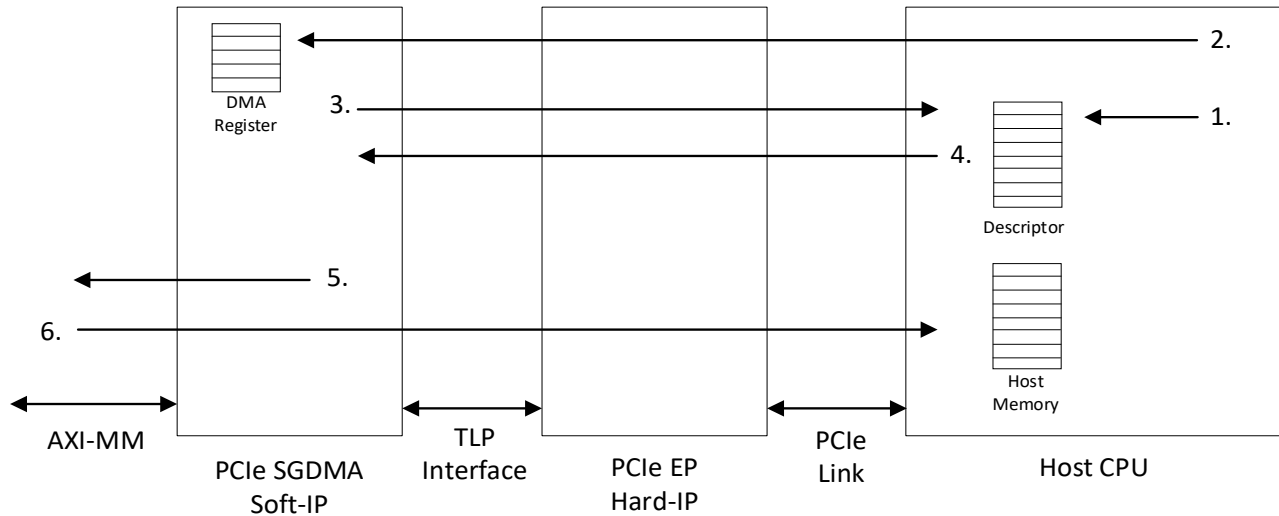 2.
DMA
Register
3.
1.
4.
Descriptor
5.
6.
Host
Memory
AXI-MM
TLP
Interface
PCIe
Link
PCIe SGDMA
Soft-IP
PCIe EP
Hard-IP
Host CPU